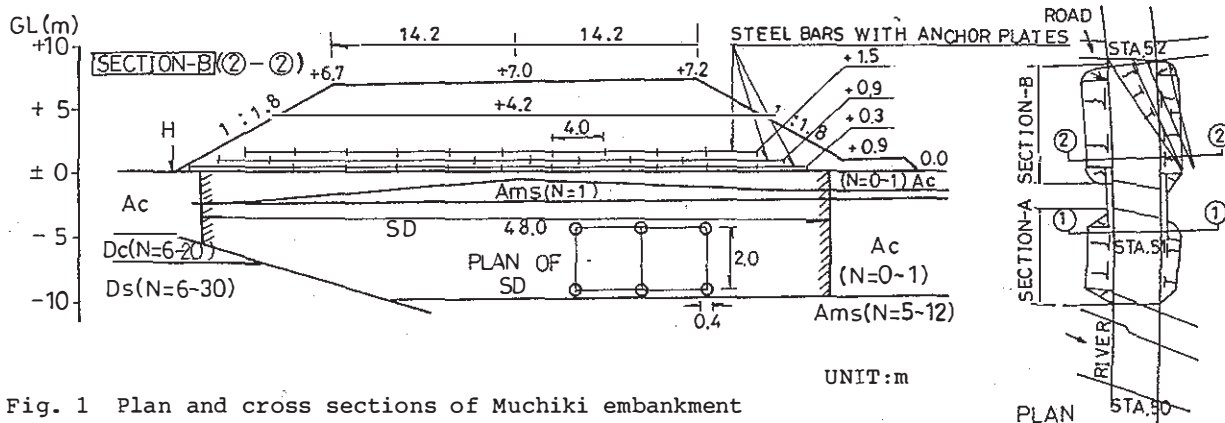 GL(m)
+10
+5
±0
-5
-10
SECTION-B(②-②)
14.2
14.2
+6.7
+7.0
+7.2
+4.2
4.0
1:1.8
1:1.8
H
STEEL BARS WITH ANCHOR PLATES
+1.5
+0.9
+0.3
+0.9
0.0
(N=0-1) Ac
Ams(N=1)
Ac
SD
48.0
Dc(N=6-20)
Ds(N=6-30)
PLAN OF
SD
2.0
0.4
Ac
(N=0~1)
Ams(N=5~12)
UNIT:m
ROAD
STA.52
SECTION-B
②
②
SECTION-A
①
①
STA.51
RIVER
PLAN
STA.50
Fig. 1 Plan and cross sections of Muchiki embankment